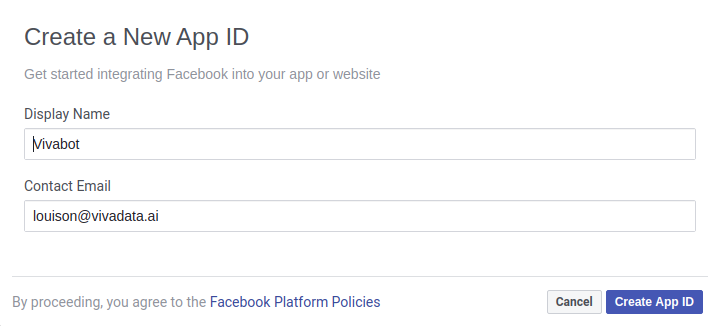 Create a New App ID
Get started integrating Facebook into your app or website
Display Name
Vivabot
Contact Email
louison@vivadata.ai
By proceeding, you agree to the Facebook Platform Policies
Cancel
Create App ID